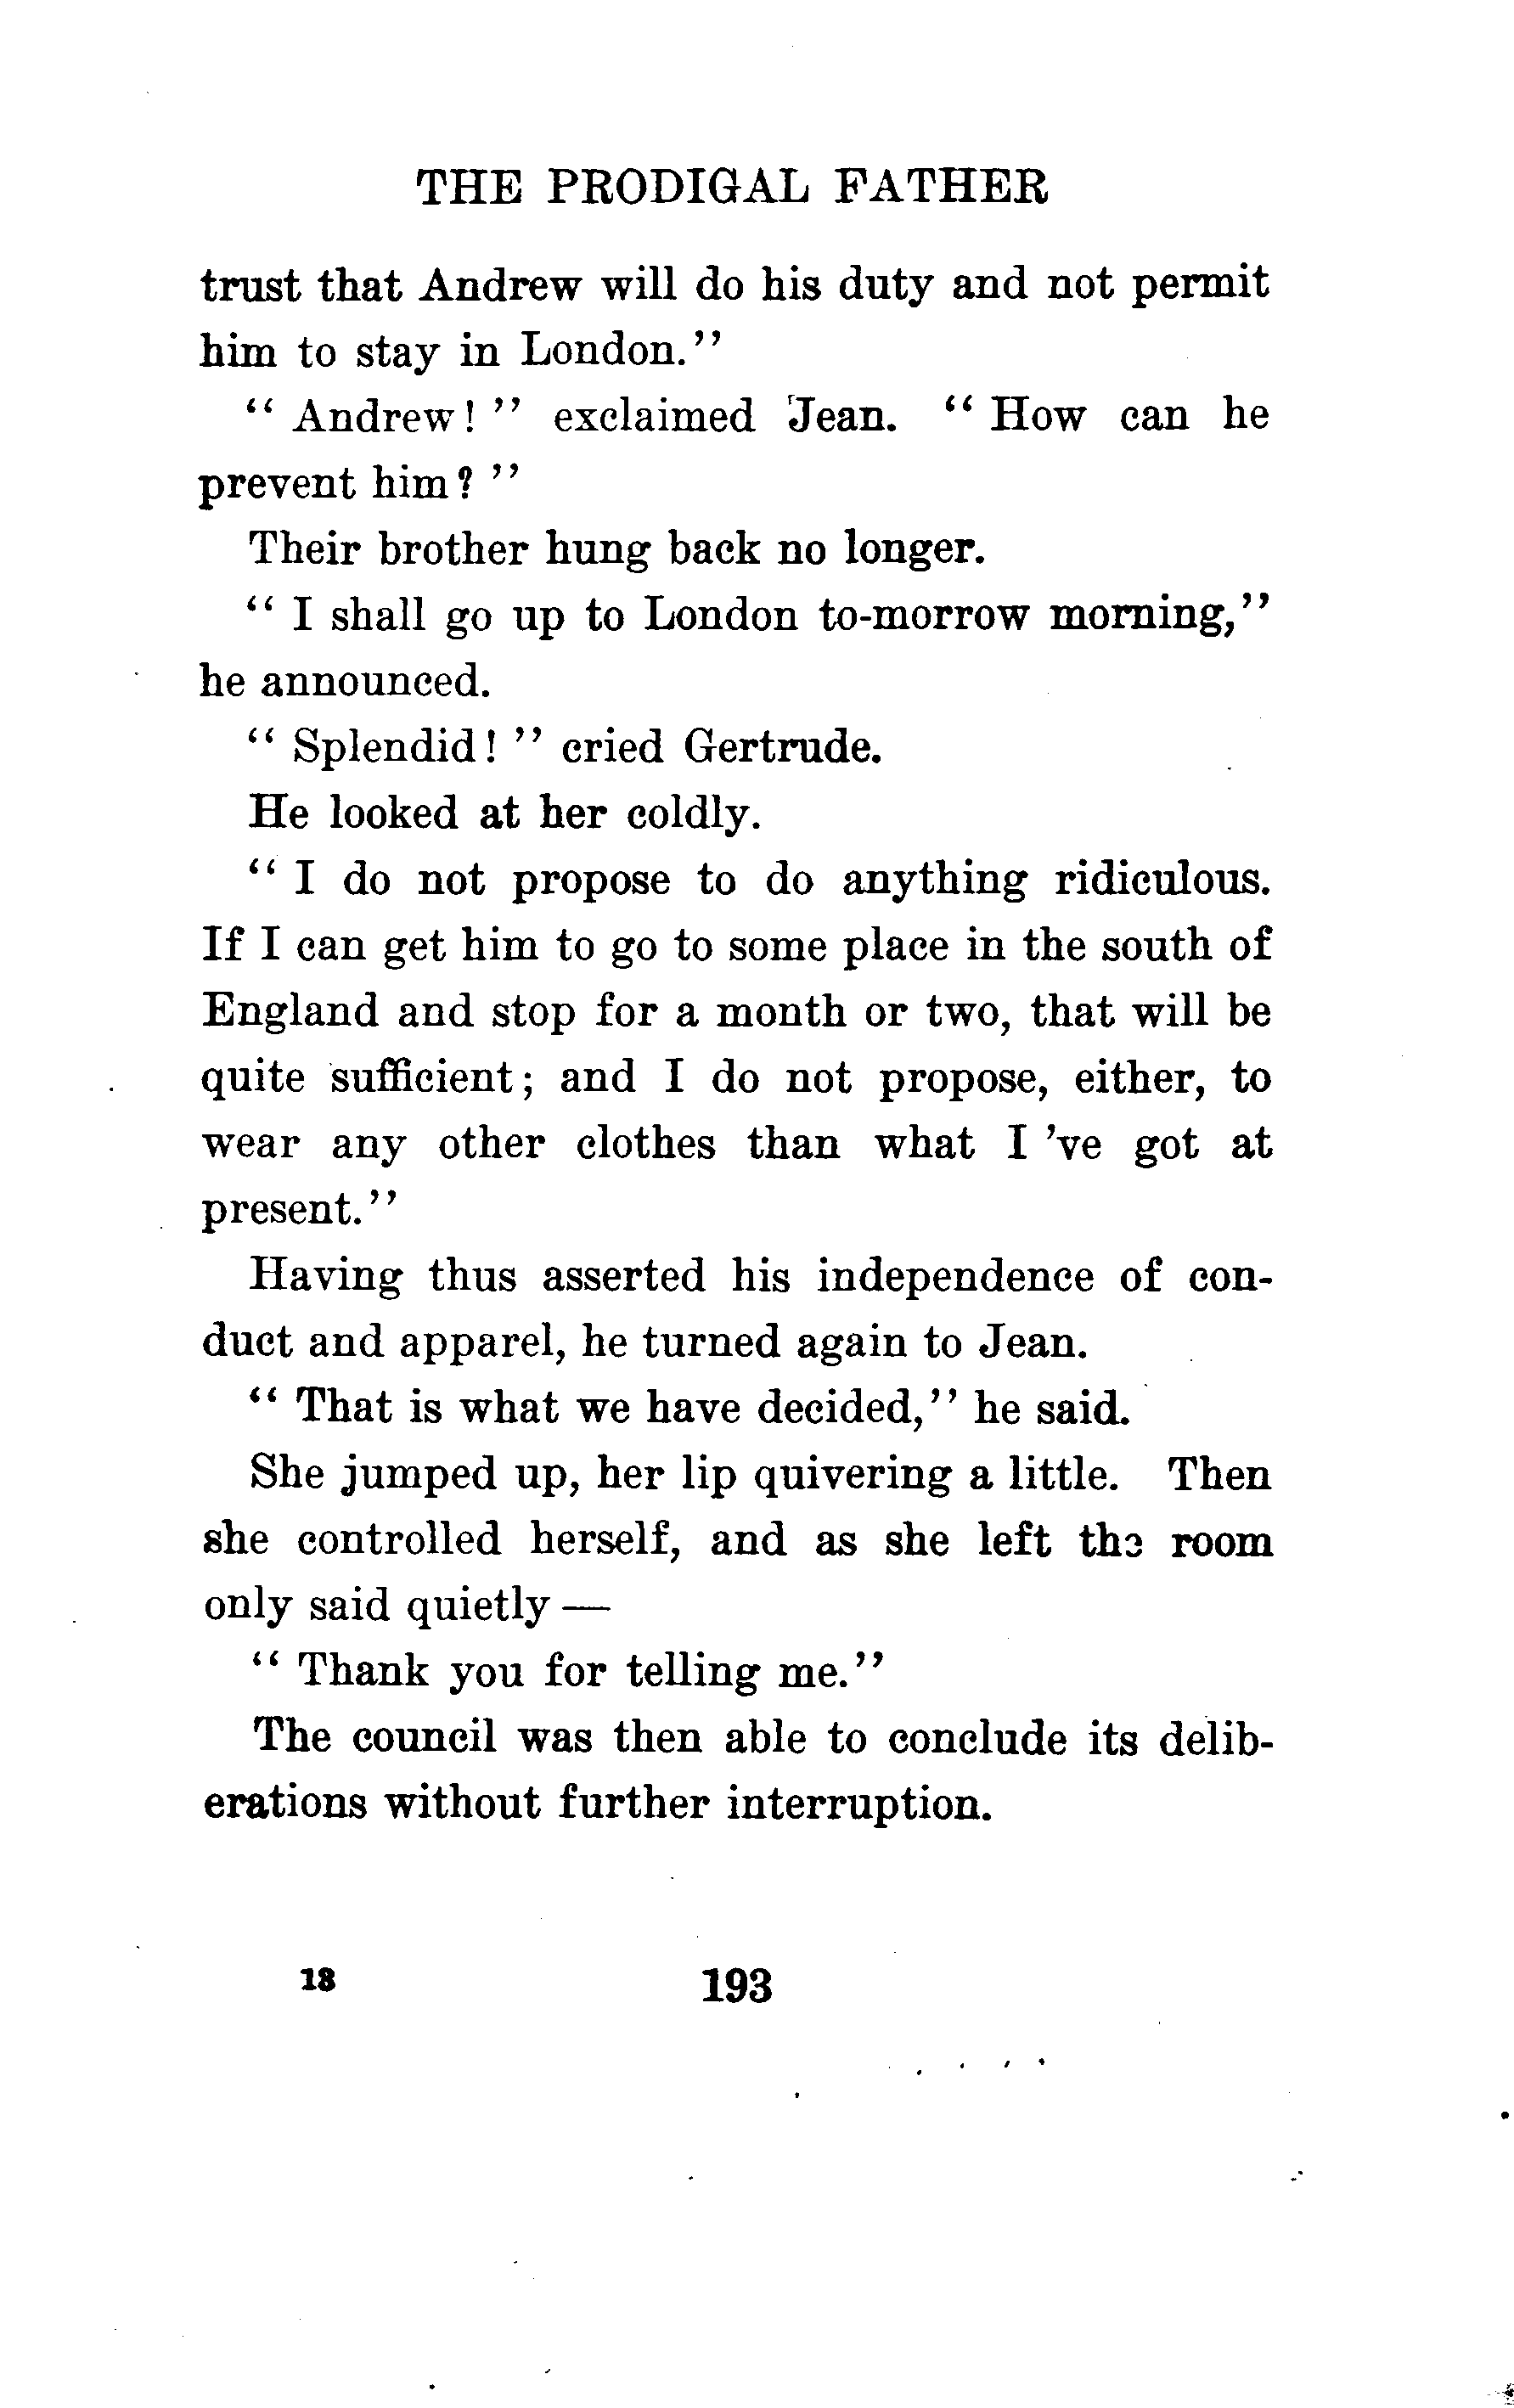 THE PRODIGAL FATHER
trust that Andrew will do his duty and not permit
him to stay in London."
"Andrew!" exclaimed Jean. "How can he
prevent him?"
Their brother hung back no longer.
"I shall go up to London to-morrow morning,"
he announced.
"Splendid!" cried Gertrude.
He looked at her coldly.
"I do not propose to do anything ridiculous.
If I can get him to go to some place in the south of
England and stop for a month or two, that will be
quite sufficient; and I do not propose, either, to
wear any other clothes than what I 've got at
present."
Having thus asserted his independence of con-
duct and apparel, he turned again to Jean.
"That is what we have decided," he said.
She jumped up, her lip quivering a little. Then
she controlled herself, and as she left the room
only said quietly —
"Thank you for telling me."
The council was then able to conclude its delib-
erations without further interruption.
13 193